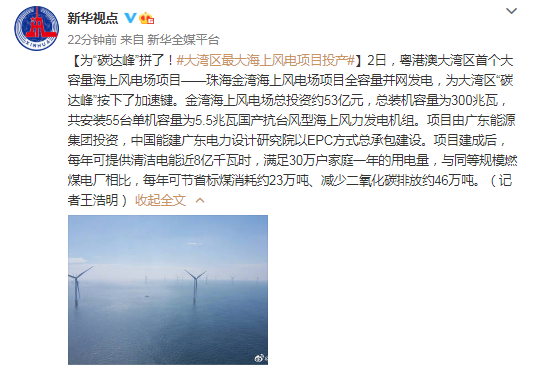 新华视点
22分钟前 来自 新华全媒平台
【为“碳达峰”拼了！#大湾区最大海上风电项目投产#】2日，粤港澳大湾区首个大
容量海上风电场项目——珠海金湾海上风电场项目全容量并网发电，为大湾区“碳
达峰”按下了加速键。金湾海上风电场总投资约53亿元，总装机容量为300兆瓦，
共安装55台单机容量为5.5兆瓦国产抗台风型海上风力发电机组。项目由广东能源
集团投资，中国能建广东电力设计研究院以EPC方式总承包建设。项目建成后，
每年可提供清洁电能近8亿千瓦时，满足30万户家庭一年的用电量，与同等规模燃
煤电厂相比，每年可节省标煤消耗约23万吨、减少二氧化碳排放约46万吨。（记
者王浩明） 收起全文
XINHUA